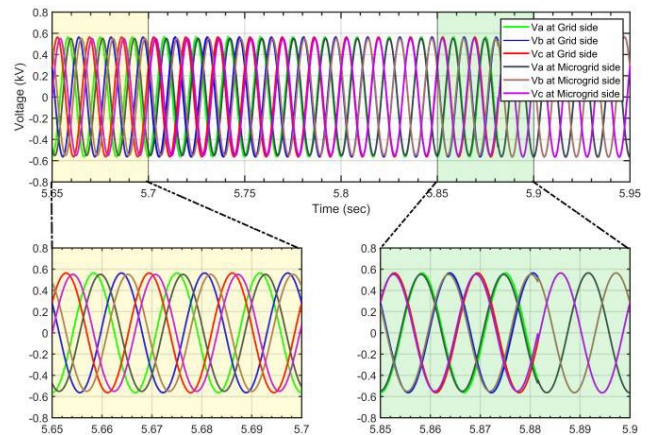 0.8
0.6
0.4
0.2
0
-0.2
-0.4
-0.6
0.8
Voltage (kV)
Va at Grid side
Vb at Grid side
Vc at Grid side
Va at Microgrid side
Vb at Microgrid side
Vc at Microgrid side
5.65 5.7 5.75 5.8 5.85 5.9 5.95
Time (sec)
0.8
0.6
0.4
0.2
0
-0.2
-0.4
-0.6
-0.8
5.65 5.66 5.67 5.68 5.69 5.7
0.8
0.6
0.4
0.2
0
-0.2
-0.4
-0.6
-0.8
5.85 5.86 5.87 5.88 5.89 5.9